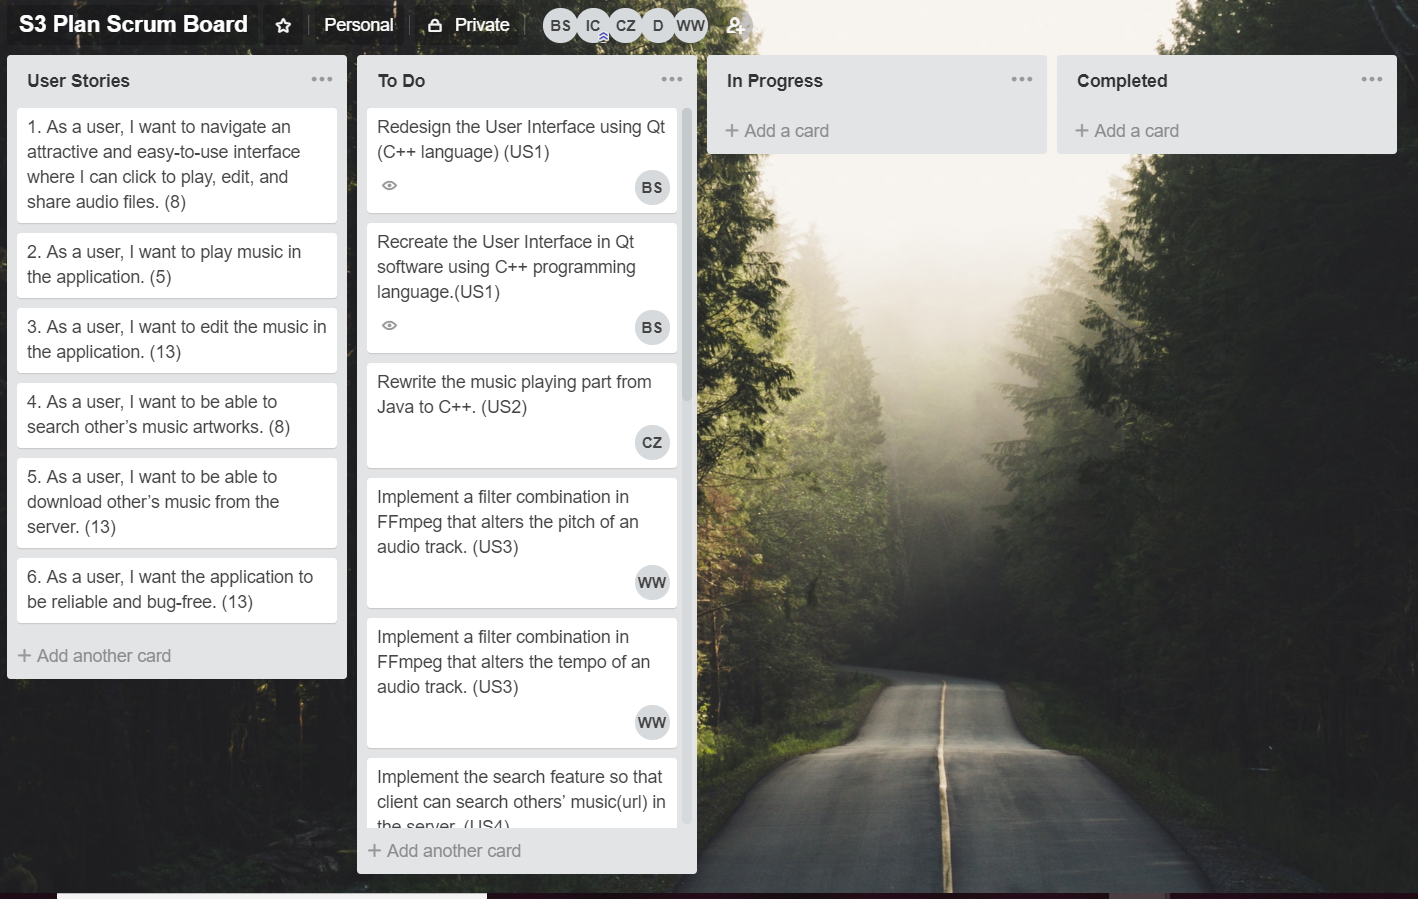 S3 Plan Scrum Board
Personal
Private
BS IC CZ D WW
User Stories
1. As a user, I want to navigate an
attractive and easy-to-use interface
where I can click to play, edit, and
share audio files. (8)
2. As a user, I want to play music in
the application. (5)
3. As a user, I want to edit the music in
the application. (13)
4. As a user, I want to be able to
search other’s music artworks. (8)
5. As a user, I want to be able to
download other’s music from the
server. (13)
6. As a user, I want the application to
be reliable and bug-free. (13)
+ Add another card
To Do
Redesign the User Interface using Qt
(C++ language) (US1)
BS
Recreate the User Interface in Qt
software using C++ programming
language.(US1)
BS
Rewrite the music playing part from
Java to C++. (US2)
CZ
Implement a filter combination in
FFmpeg that alters the pitch of an
audio track. (US3)
WW
Implement a filter combination in
FFmpeg that alters the tempo of an
audio track. (US3)
WW
Implement the search feature so that
client can search others’ music(url) in
the server. (US4)
+ Add another card
In Progress
+ Add a card
Completed
+ Add a card